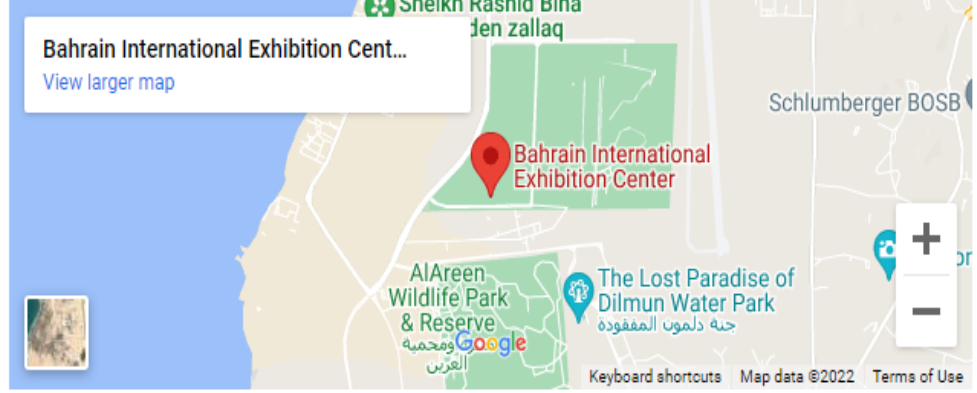 Sheikh Rashid Bina
den zallaq
Bahrain International Exhibition Cent...
View larger map
Schlumberger BOSB
Bahrain International
Exhibition Center
AlAreen
Wildlife Park
& Reserve
ومحمية
العرين
The Lost Paradise of
Dilmun Water Park
جنة دلمون المفقودة
Google
+
−
Keyboard shortcuts
Map data ©2022
Terms of Use